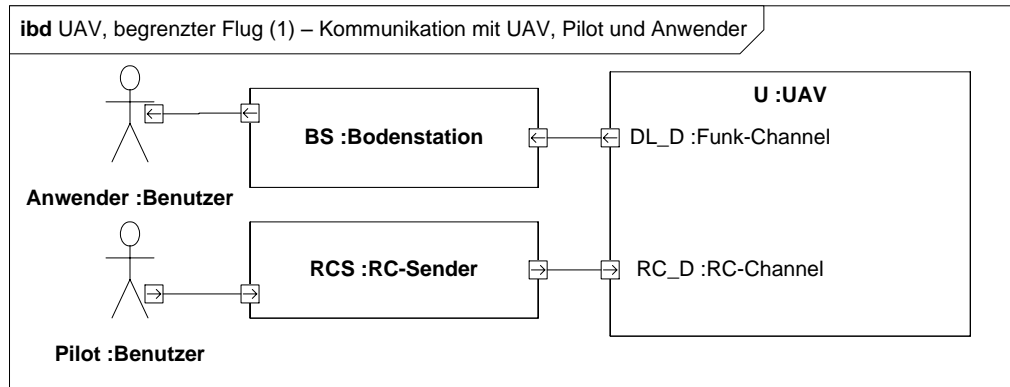 ibd UAV, begrenzter Flug (1) – Kommunikation mit UAV, Pilot und Anwender
U :UAV
BS :Bodenstation
DL_D :Funk-Channel
Anwender :Benutzer
RCS :RC-Sender
RC_D :RC-Channel
Pilot :Benutzer